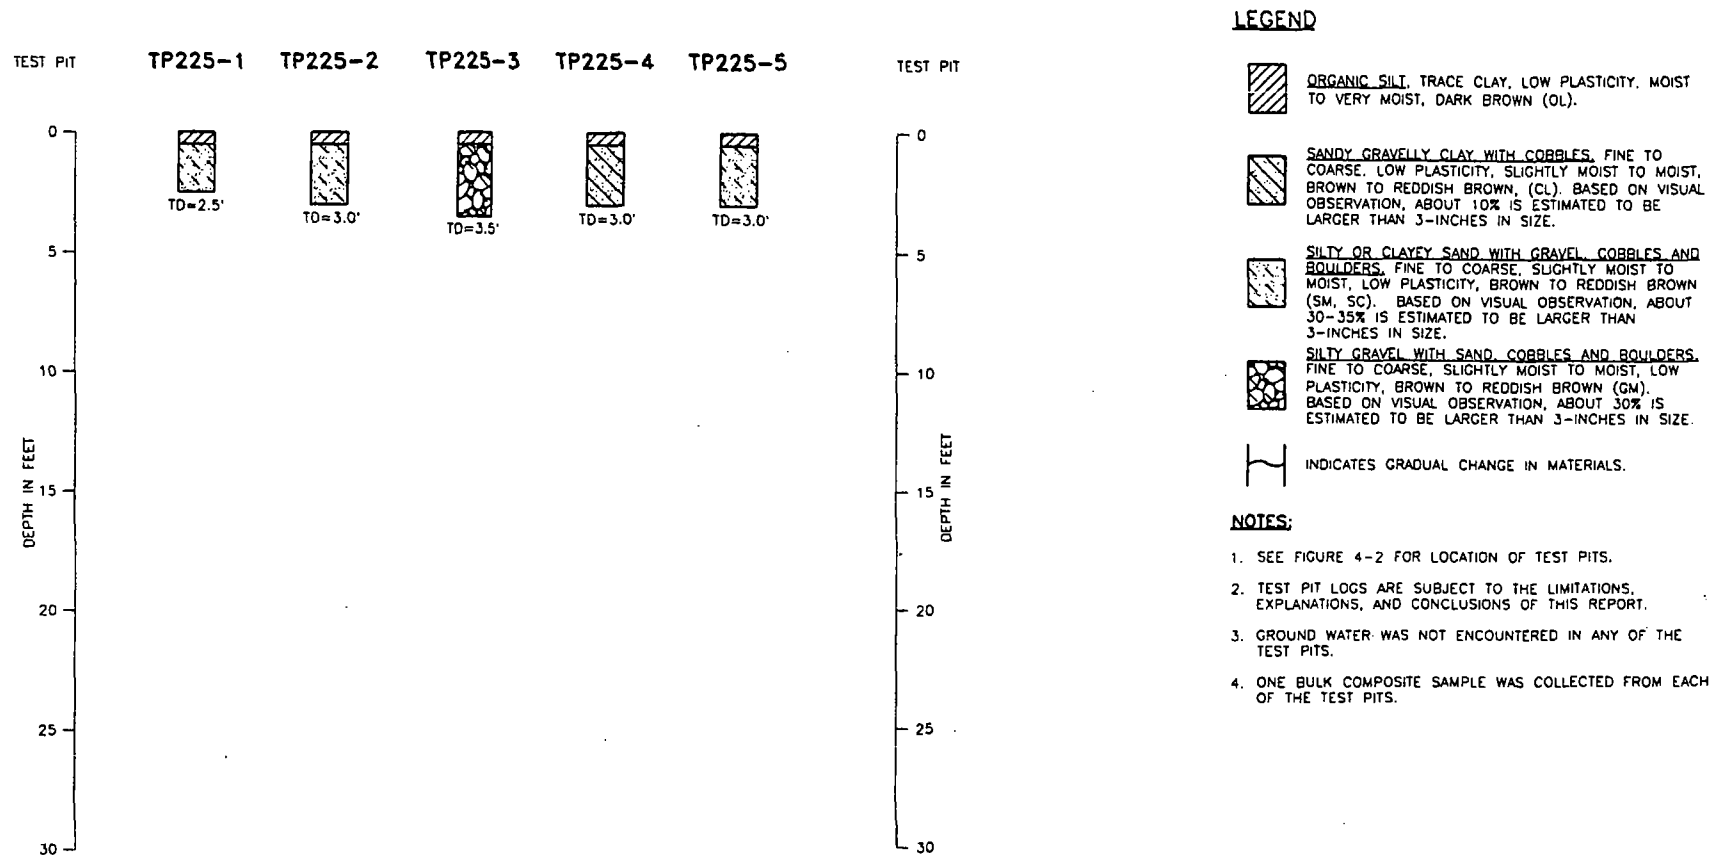 TEST PIT TP225-1 TP225-2 TP225-3 TP225-4 TP225-5 TEST PIT
0
5
10
15
20
25
30
DEPTH IN FEET
TD=2.5'
TD=3.0'
TD=3.5'
TD=3.0'
TD=3.0'
0
5
10
15
20
25
30
DEPTH IN FEET
LEGEND
ORGANIC SILT, TRACE CLAY, LOW PLASTICITY, MOIST
TO VERY MOIST, DARK BROWN (OL).
SANDY GRAVELLY CLAY WITH COBBLES, FINE TO
COARSE, LOW PLASTICITY, SLIGHTLY MOIST TO MOIST,
BROWN TO REDDISH BROWN, (CL). BASED ON VISUAL
OBSERVATION, ABOUT 10% IS ESTIMATED TO BE
LARGER THAN 3-INCHES IN SIZE.
SILTY OR CLAYEY SAND WITH GRAVEL, COBBLES AND
BOULDERS, FINE TO COARSE, SLIGHTLY MOIST TO
MOIST, LOW PLASTICITY, BROWN TO REDDISH BROWN
(SM, SC). BASED ON VISUAL OBSERVATION, ABOUT
30-35% IS ESTIMATED TO BE LARGER THAN
3-INCHES IN SIZE.
SILTY GRAVEL WITH SAND, COBBLES AND BOULDERS,
FINE TO COARSE, SLIGHTLY MOIST TO MOIST, LOW
PLASTICITY, BROWN TO REDDISH BROWN (GM).
BASED ON VISUAL OBSERVATION, ABOUT 30% IS
ESTIMATED TO BE LARGER THAN 3-INCHES IN SIZE.
INDICATES GRADUAL CHANGE IN MATERIALS.
NOTES:
1. SEE FIGURE 4-2 FOR LOCATION OF TEST PITS.
2. TEST PIT LOGS ARE SUBJECT TO THE LIMITATIONS,
EXPLANATIONS, AND CONCLUSIONS OF THIS REPORT.
3. GROUND WATER WAS NOT ENCOUNTERED IN ANY OF THE
TEST PITS.
4. ONE BULK COMPOSITE SAMPLE WAS COLLECTED FROM EACH
OF THE TEST PITS.